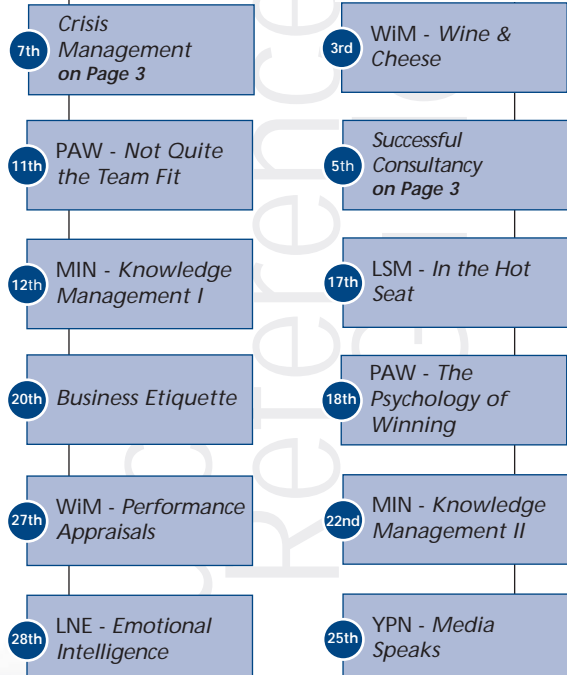 7th
Crisis
Management
on Page 3
11th
PAW - Not Quite
the Team Fit
12th
MIN - Knowledge
Management I
20th
Business Etiquette
27th
WiM - Performance
Appraisals
28th
LNE - Emotional
Intelligence
3rd
WiM - Wine &
Cheese
5th
Successful
Consultancy
on Page 3
17th
LSM - In the Hot
Seat
18th
PAW - The
Psychology of
Winning
22nd
MIN - Knowledge
Management II
25th
YPN - Media
Speaks